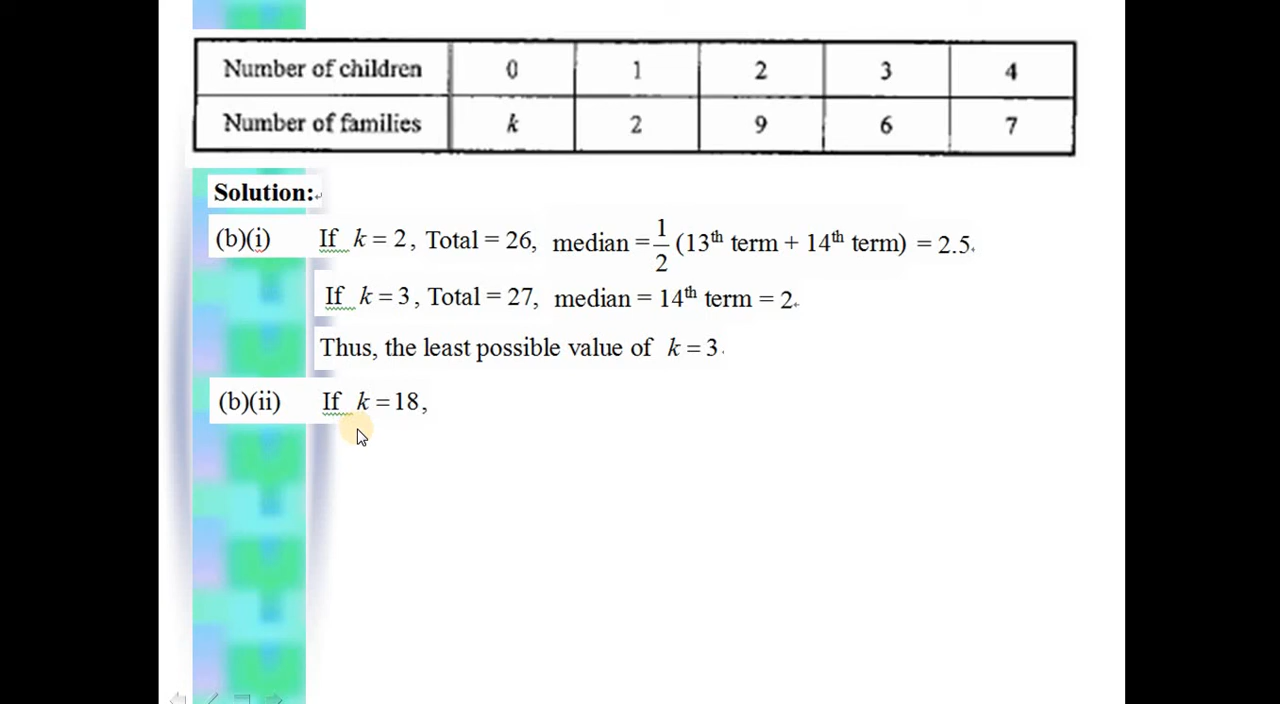 Number of children 0 1 2 3 4
Number of families k 2 9 6 7
Solution:
(b)(i) If k = 2, Total = 26, median = 1/2 (13th term + 14th term) = 2.5.
If k = 3, Total = 27, median = 14th term = 2.
Thus, the least possible value of k = 3.
(b)(ii) If k = 18,